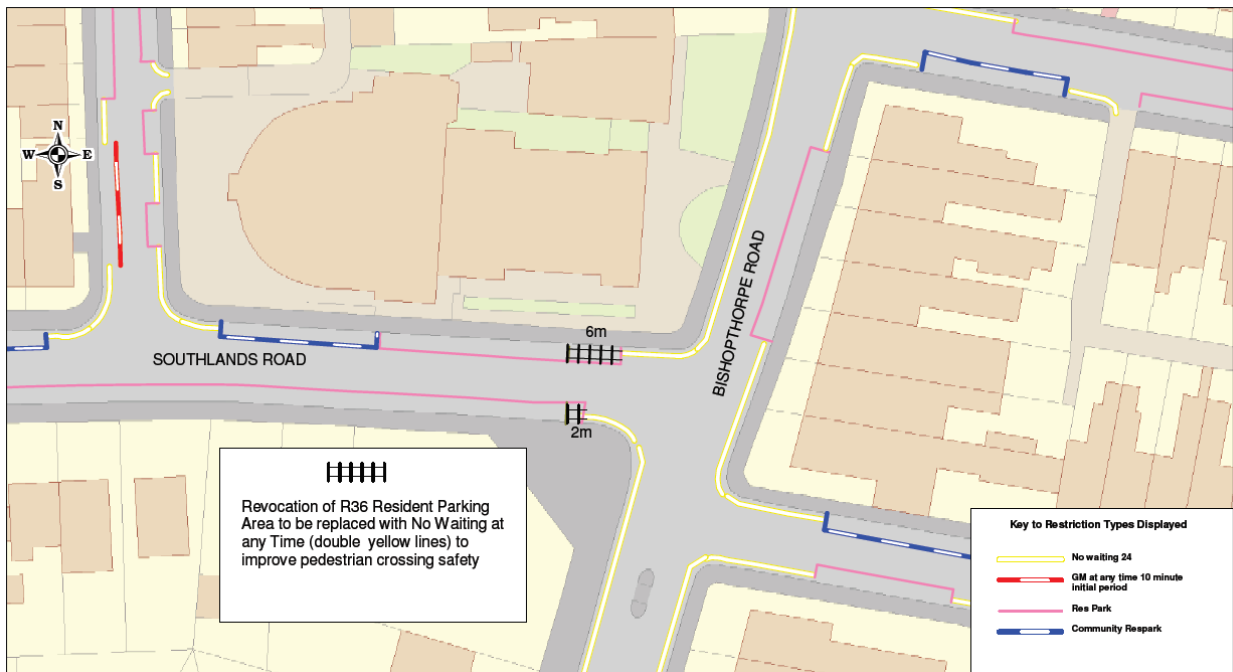 N
W E
S
6m
SOUTHLANDS ROAD
BISHOPTHORPE ROAD
2m
Revocation of R36 Resident Parking
Area to be replaced with No Waiting at
any Time (double yellow lines) to
improve pedestrian crossing safety
Key to Restriction Types Displayed
No waiting 24
GM at any time 10 minute
initial period
Res Park
Community Respark